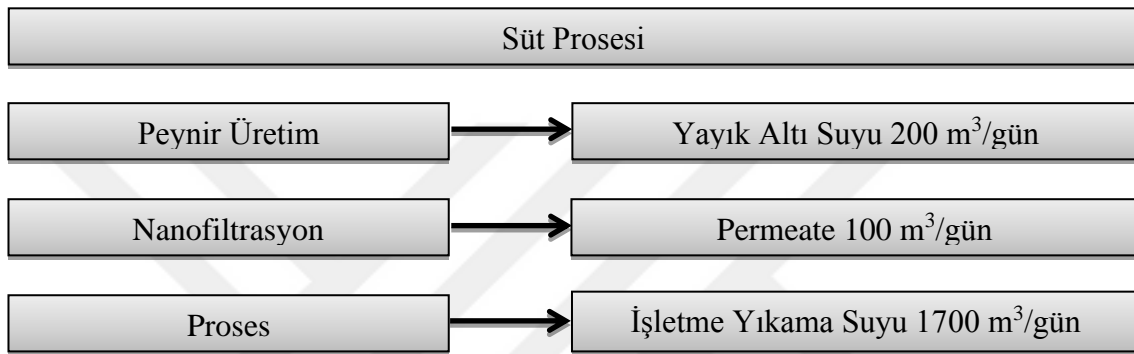 Süt Prosesi
Peynir Üretim
Yayık Altı Suyu 200 m³/gün
Nanofiltrasyon
Permeate 100 m³/gün
Proses
İşletme Yıkama Suyu 1700 m³/gün